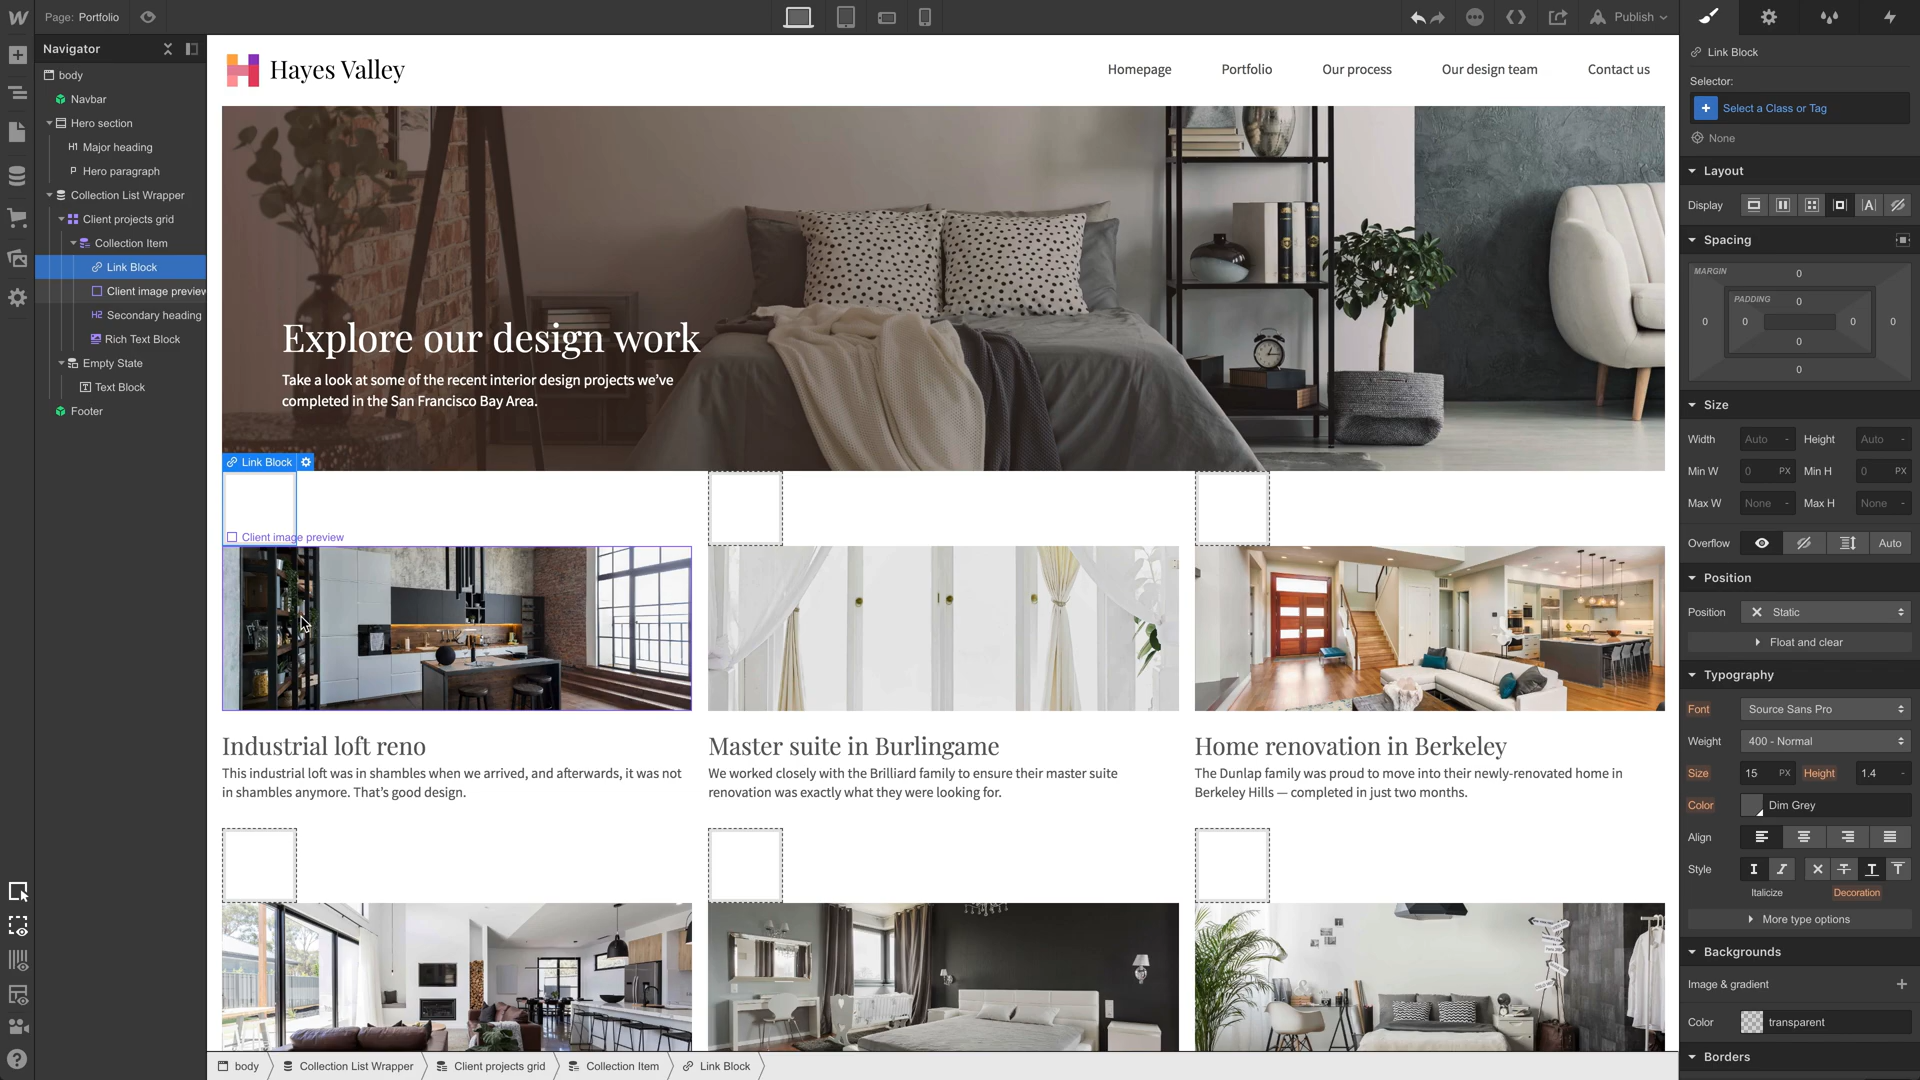 Page: Portfolio
Publish
Navigator
body
Navbar
Hero section
H1 Major heading
P Hero paragraph
Collection List Wrapper
Client projects grid
Collection Item
Link Block
Client image preview
H2 Secondary heading
Rich Text Block
Empty State
Text Block
Footer
Hayes Valley
Homepage
Portfolio
Our process
Our design team
Contact us
Explore our design work
Take a look at some of the recent interior design projects we've
completed in the San Francisco Bay Area.
Link Block
Client image preview
Industrial loft reno
This industrial loft was in shambles when we arrived, and afterwards, it was not
in shambles anymore. That's good design.
Master suite in Burlingame
We worked closely with the Brilliard family to ensure their master suite
renovation was exactly what they were looking for.
Home renovation in Berkeley
The Dunlap family was proud to move into their newly-renovated home in
Berkeley Hills — completed in just two months.
body
Collection List Wrapper
Client projects grid
Collection Item
Link Block
Link Block
Selector:
Select a Class or Tag
None
Layout
Display
Spacing
MARGIN
0
PADDING
0
0
0
0
0
0
0
Size
Width Auto - Height Auto -
Min W 0 PX Min H 0 PX
Max W None - Max H None -
Overflow Auto
Position
Position Static
Float and clear
Typography
Font Source Sans Pro
Weight 400 - Normal
Size 15 PX Height 1.4 -
Color Dim Grey
Align
Style
Italicize Decoration
More type options
Backgrounds
Image & gradient
Color transparent
Borders